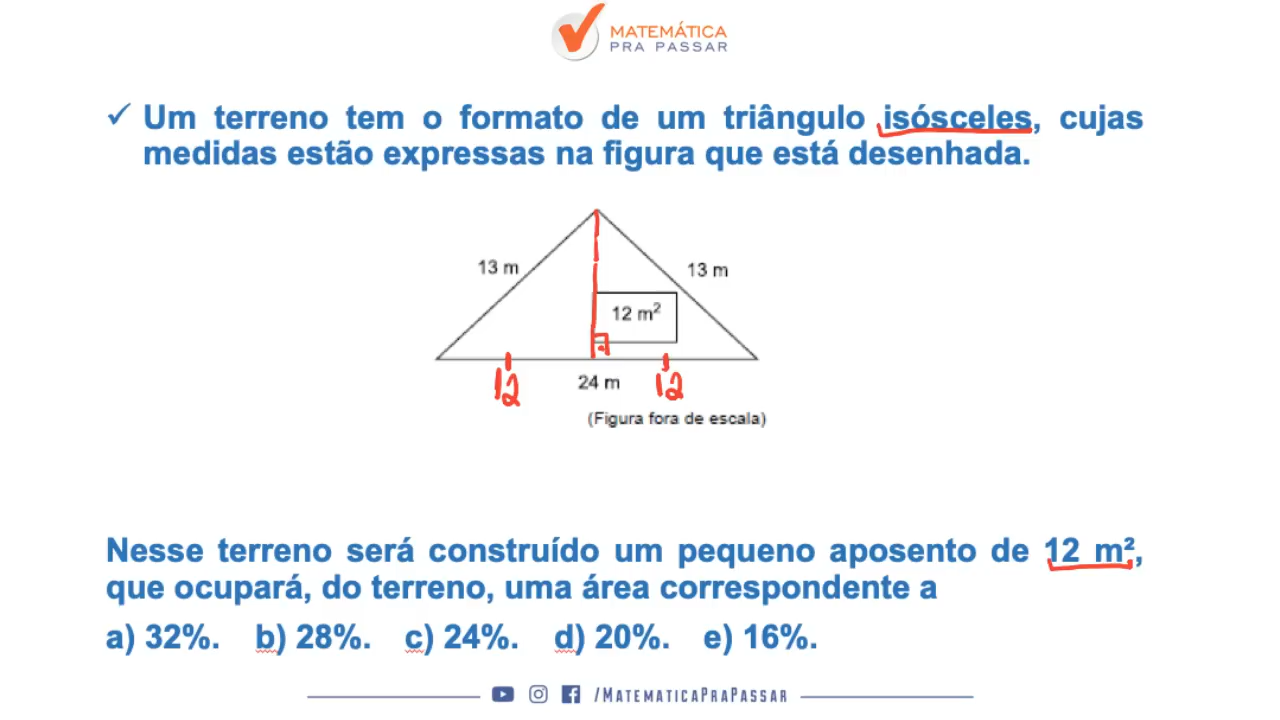 MATEMÁTICA
PRA PASSAR
✓ Um terreno tem o formato de um triângulo isósceles, cujas
medidas estão expressas na figura que está desenhada.
13 m
13 m
12 m²
12
24 m
12
(Figura fora de escala)
Nesse terreno será construído um pequeno aposento de 12 m²,
que ocupará, do terreno, uma área correspondente a
a) 32%. b) 28%. c) 24%. d) 20%. e) 16%.
/MATEMATICAPRAPASSAR